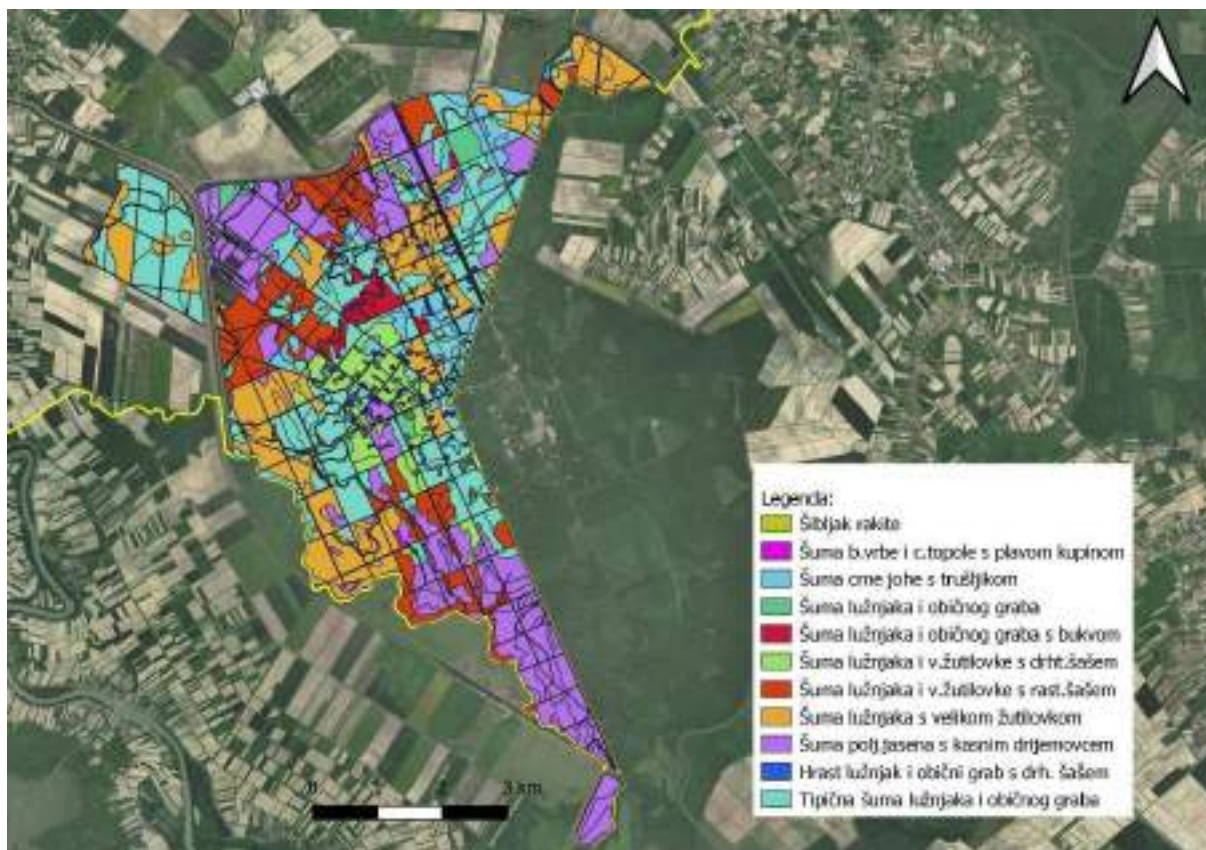 Legenda:
Šibljak rakite
Šuma b.vrbe i c.topole s plavom kupinom
Šuma crne johe s trušljikom
Šuma lužnjaka i običnog graba
Šuma lužnjaka i običnog graba s bukvom
Šuma lužnjaka i v.žutilovke s drht.šašem
Šuma lužnjaka i v.žutilovke s rast.šašem
Šuma lužnjaka s velikom žutilovkom
Šuma polj.jasena s kasnim drijemovcem
Hrast lužnjak i obični grab s drh. šašem
Tipična šuma lužnjaka i običnog graba
0 1 2 3 km